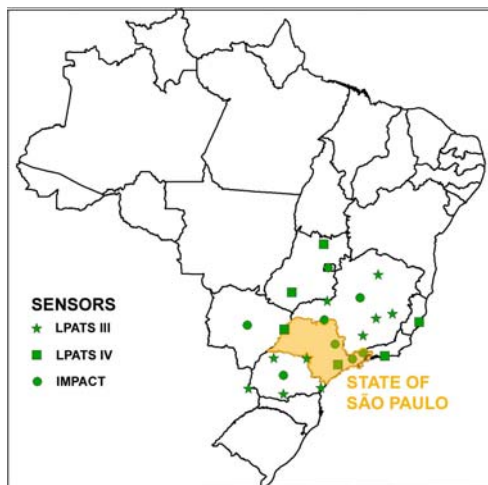 SENSORS
LPATS III
LPATS IV
IMPACT
STATE OF
SÃO PAULO